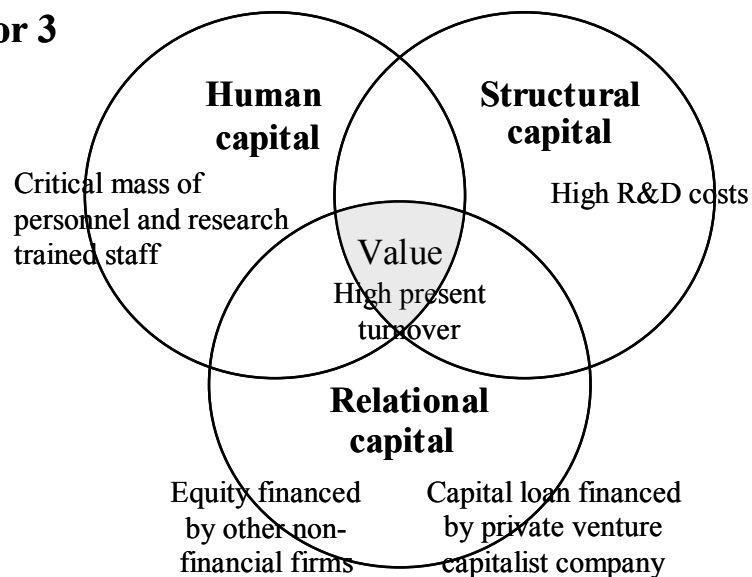 or 3
Human
capital
Structural
capital
Critical mass of
personnel and research
trained staff
High R&D costs
Value
High present
turnover
Relational
capital
Equity financed
by other non-
financial firms
Capital loan financed
by private venture
capitalist company